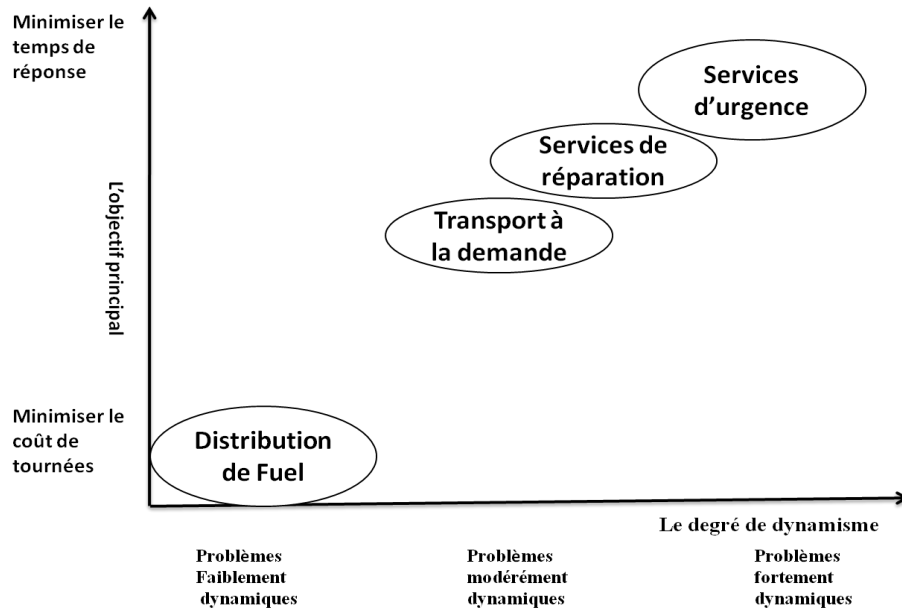 Minimiser le
temps de
réponse
Services
d'urgence
Services de
réparation
Transport à
la demande
L'objectif principal
Minimiser le
coût de
tournées
Distribution
de Fuel
Le degré de dynamisme
Problèmes
Faiblement
dynamiques
Problèmes
modérément
dynamiques
Problèmes
fortement
dynamiques